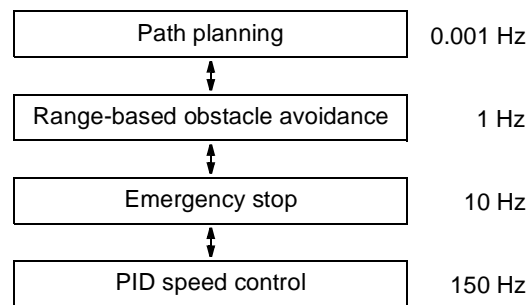 Path planning 0.001 Hz
Range-based obstacle avoidance 1 Hz
Emergency stop 10 Hz
PID speed control 150 Hz